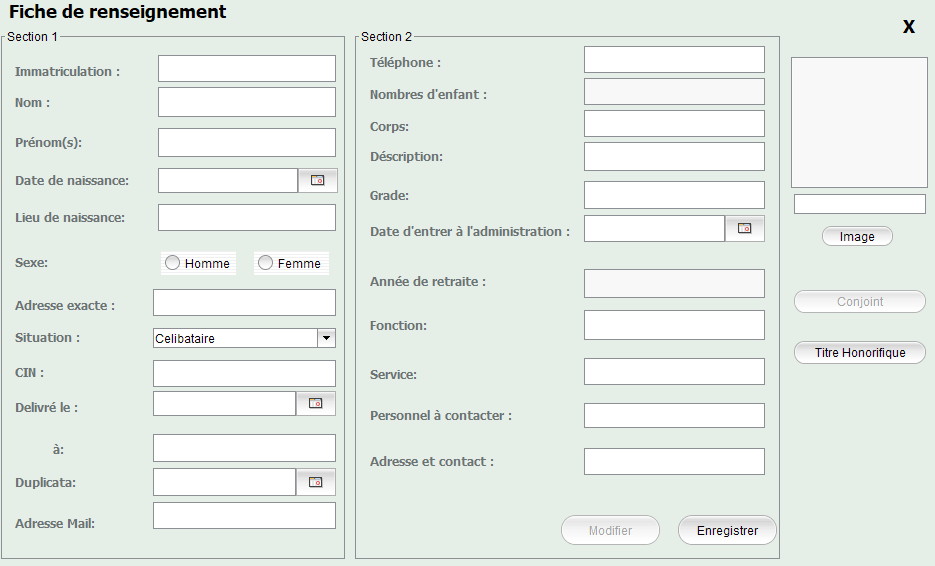 Fiche de renseignement
X
Section 1
Immatriculation :
Nom :
Prénom(s):
Date de naissance:
Lieu de naissance:
Sexe:
Homme
Femme
Adresse exacte :
Situation :
Celibataire
CIN :
Delivré le :
à:
Duplicata:
Adresse Mail:
Section 2
Téléphone :
Nombres d'enfant :
Corps:
Déscription:
Grade:
Date d'entrer à l'administration :
Année de retraite :
Fonction:
Service:
Personnel à contacter :
Adresse et contact :
Modifier
Enregistrer
Image
Conjoint
Titre Honorifique